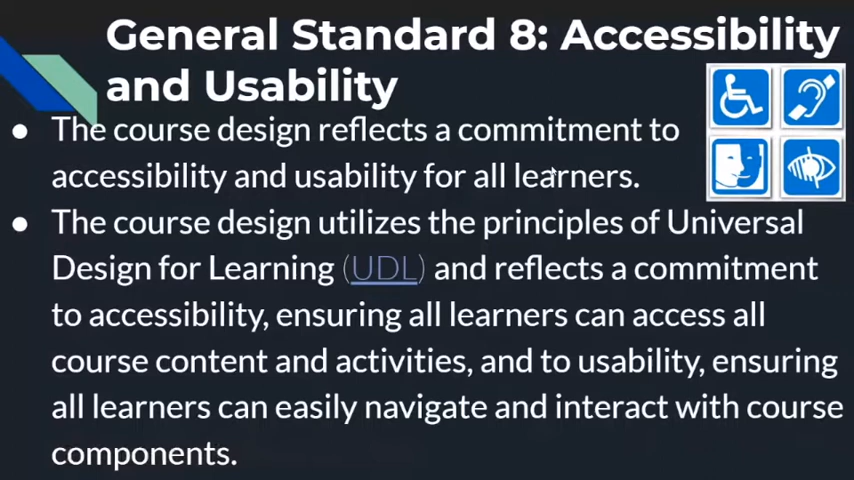 General Standard 8: Accessibility
and Usability
● The course design reflects a commitment to
accessibility and usability for all learners.
● The course design utilizes the principles of Universal
Design for Learning (UDL) and reflects a commitment
to accessibility, ensuring all learners can access all
course content and activities, and to usability, ensuring
all learners can easily navigate and interact with course
components.